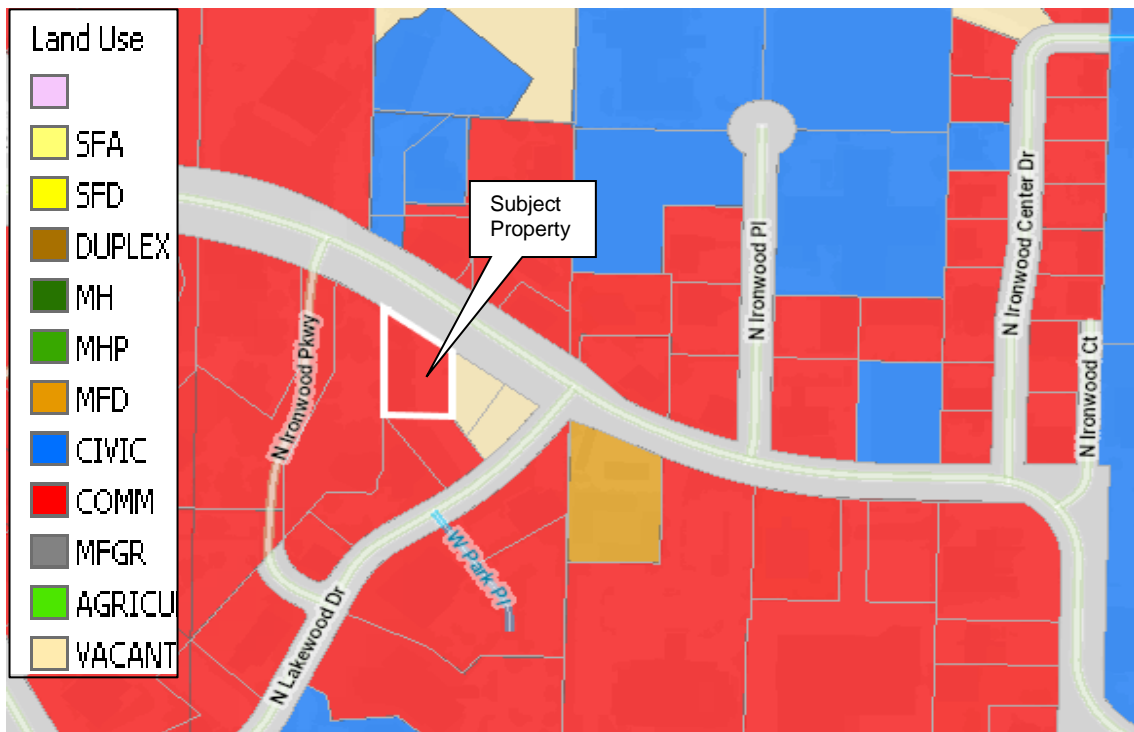 Land Use
SFA
SFD
DUPLEX
MH
MHP
MFD
CIVIC
COMM
MFGR
AGRICU
VACANT
Subject
Property
N Ironwood Pkwy
N Lakewood Dr
W Park Pl
N Ironwood Pl
N Ironwood Center Dr
N Ironwood Ct